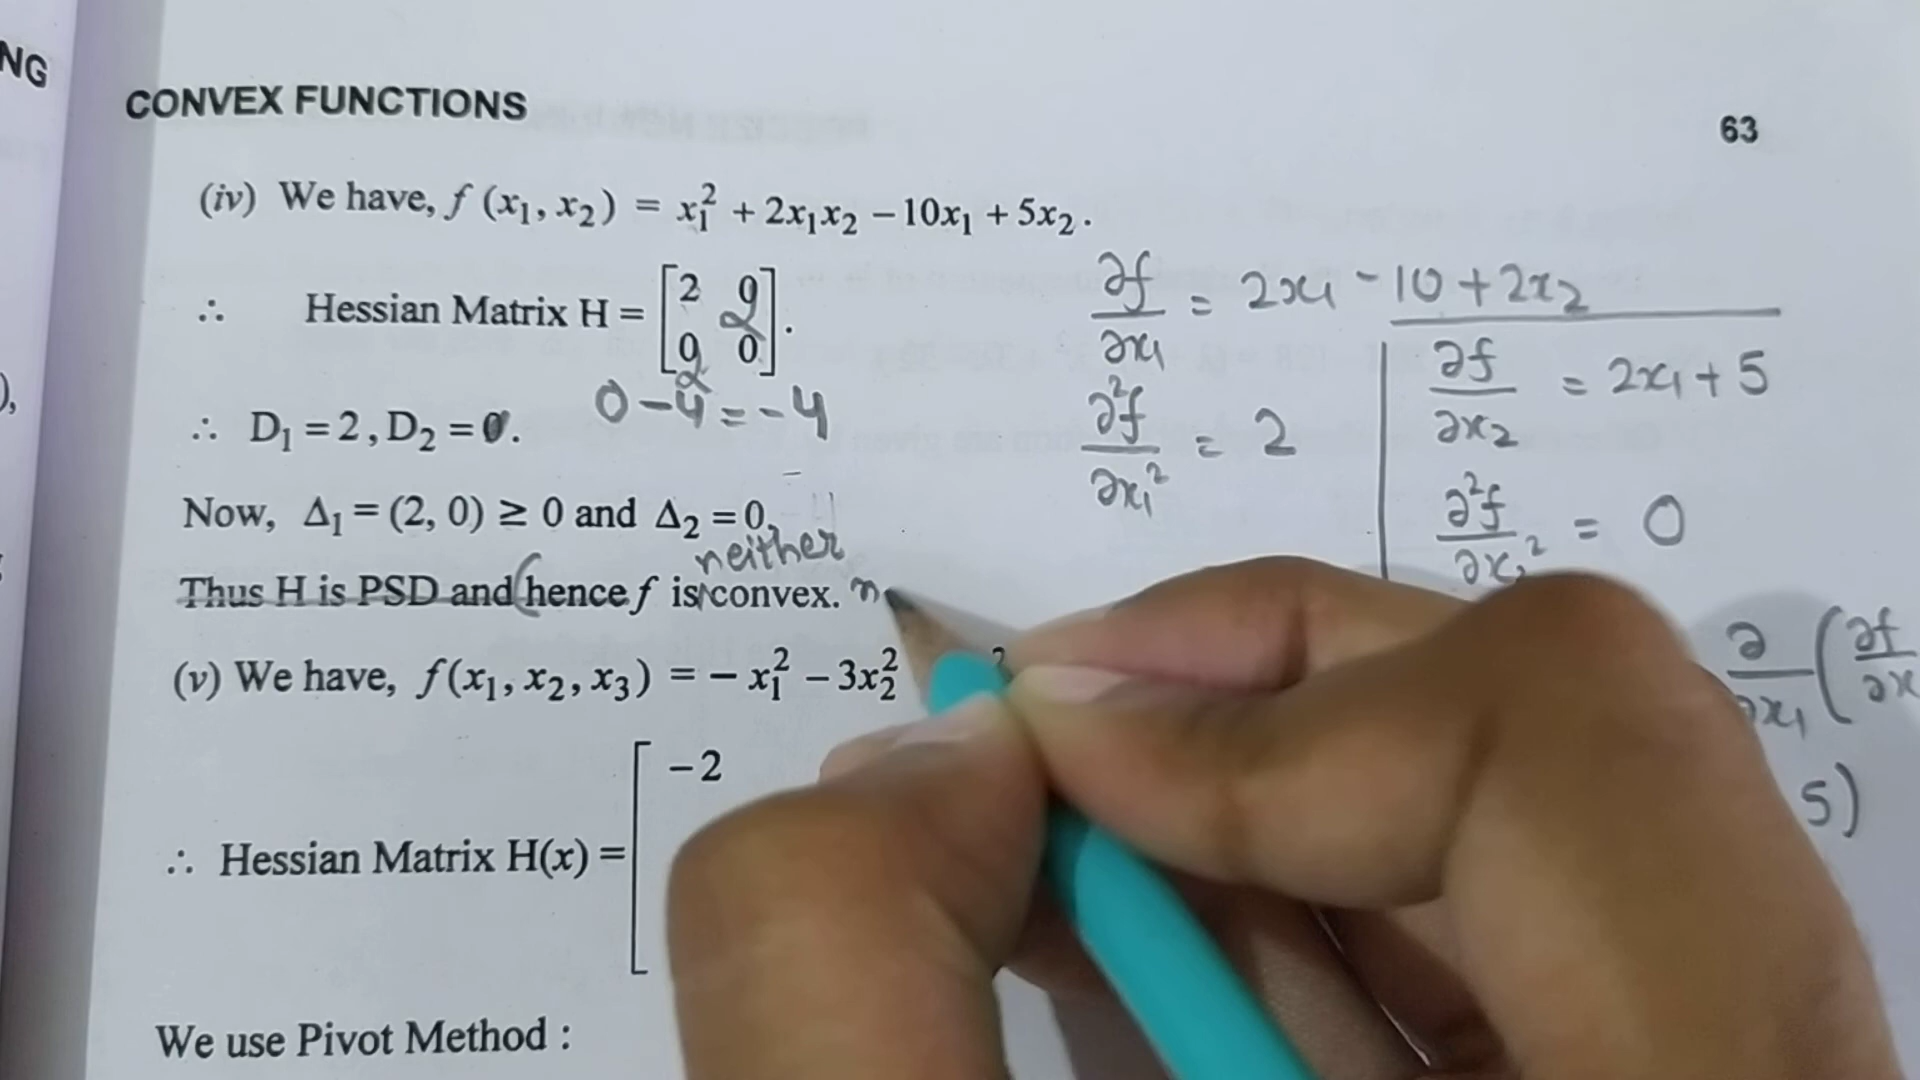 NG
CONVEX FUNCTIONS
63
(iv) We have, f (x₁, x₂) = x₁² + 2x₁x₂ − 10x₁ + 5x₂.
∴ Hessian Matrix H = [2 0
0 0].
2
2
0 − 4 = − 4
∴ D₁ = 2, D₂ = 0.
Now, Δ₁ = (2, 0) ≥ 0 and Δ₂ = 0,
neither
Thus H is PSD and hence f is convex. n
(v) We have, f(x₁, x₂, x₃) = − x₁² − 3x₂²
− 2
∴ Hessian Matrix H(x) =
We use Pivot Method :
∂f/∂x₁ = 2x₁ − 10 + 2x₂
∂²f/∂x₁² = 2
∂f/∂x₂ = 2x₁ + 5
∂²f/∂x₂² = 0
∂/∂x₁ (∂f/∂x
5)